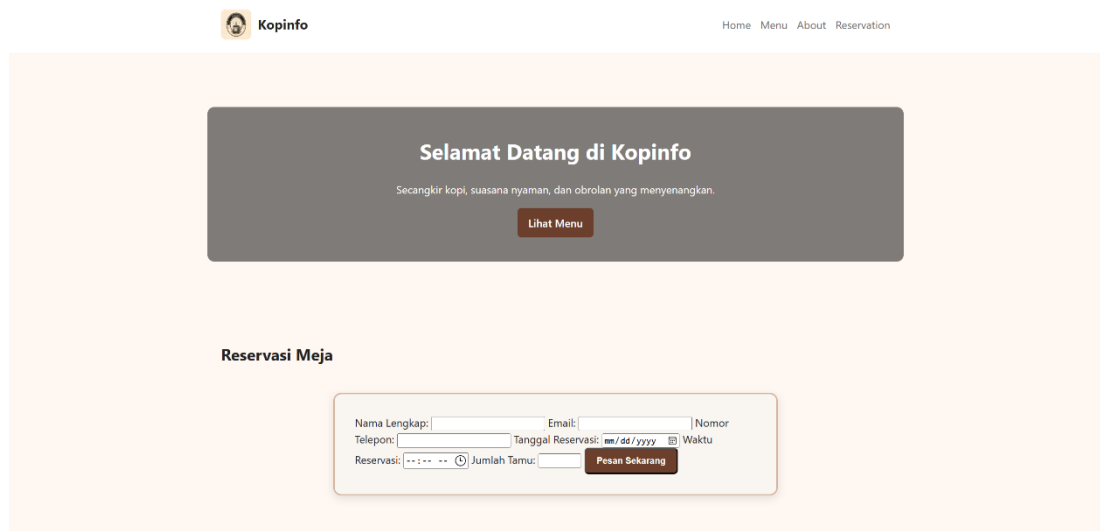 Kopinfo
Home Menu About Reservation
Selamat Datang di Kopinfo
Secangkir kopi, suasana nyaman, dan obrolan yang menyenangkan.
Lihat Menu
Reservasi Meja
Nama Lengkap: Email: Nomor
Telepon: Tanggal Reservasi: mm/dd/yyyy Waktu
Reservasi: --:-- -- Jumlah Tamu: Pesan Sekarang